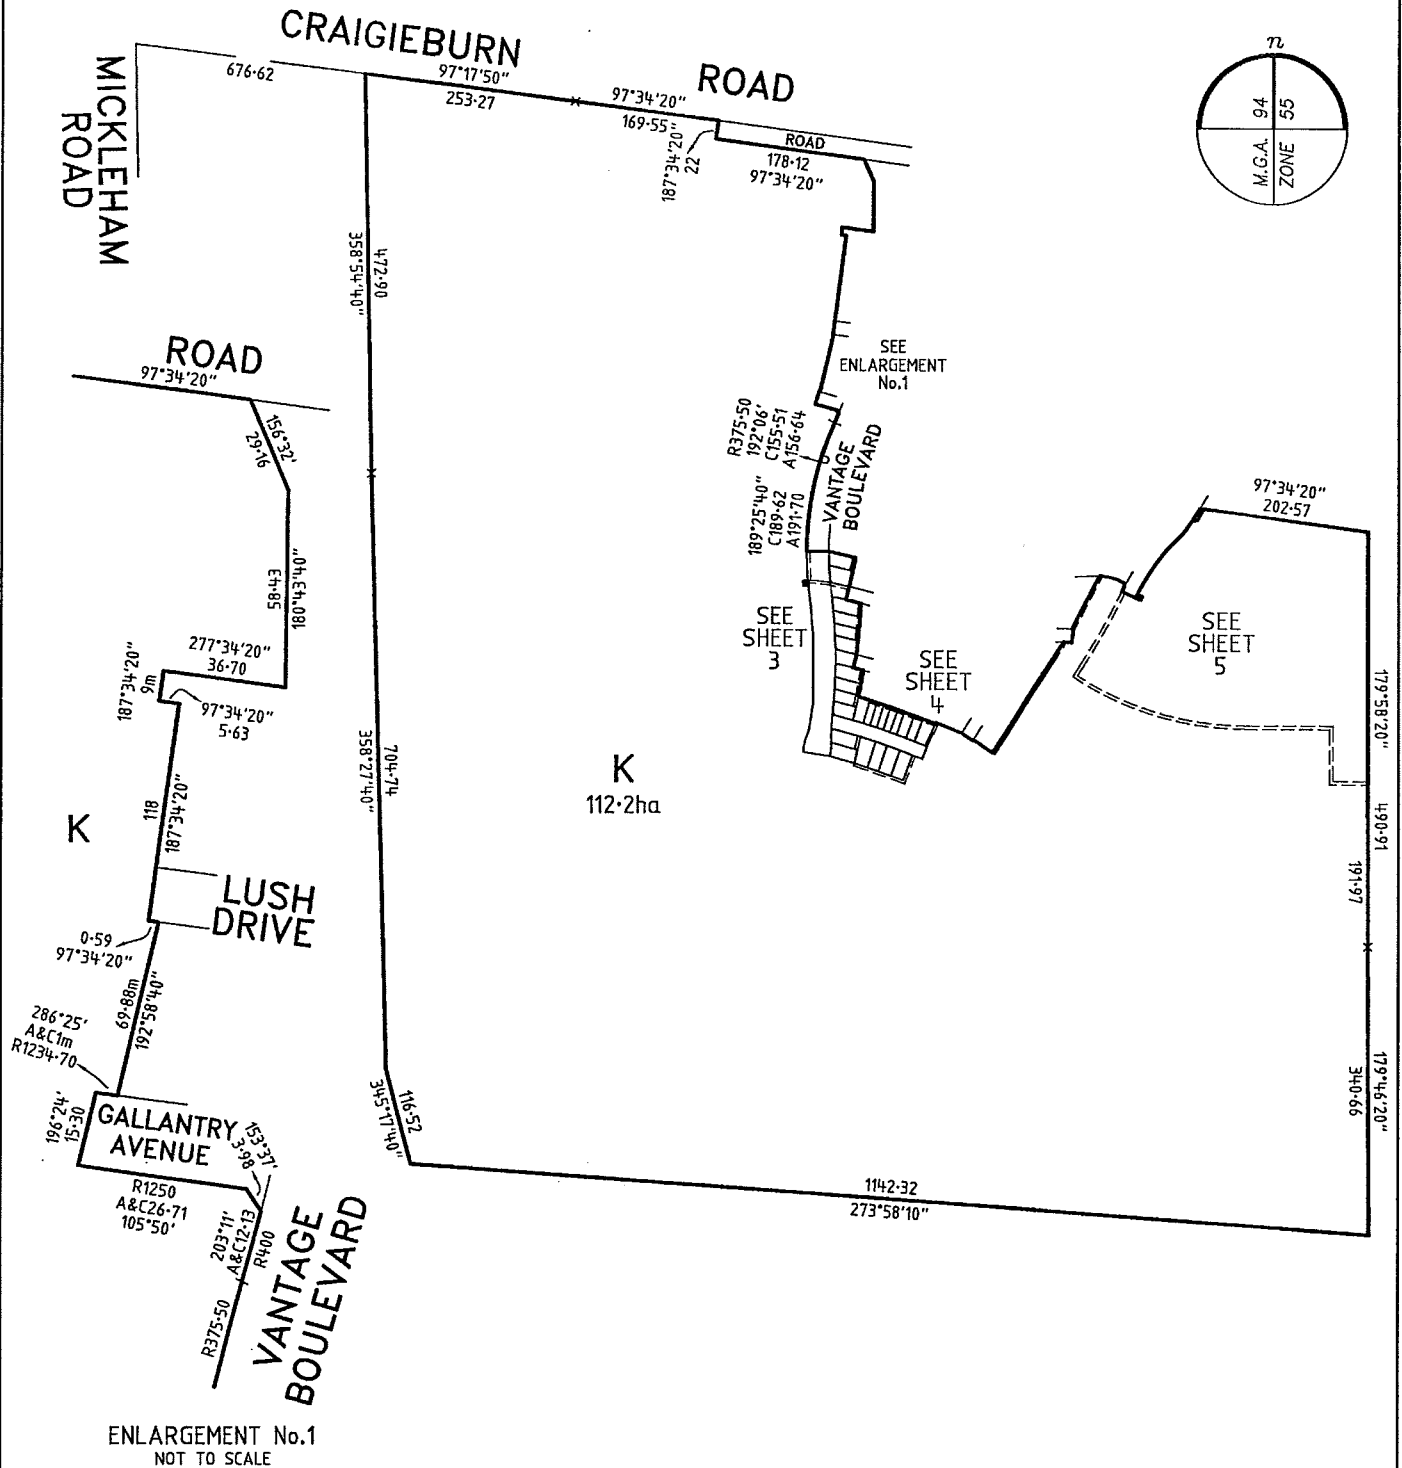 CRAIGIEBURN
ROAD
MICKLEHAM
ROAD
676·62
97°17'50"
253·27
97°34'20"
169·55
187°34'20"
22
ROAD
178·12
97°34'20"
n
M.G.A. 94
ZONE 55
472·90
358°54'40"
SEE
ENLARGEMENT
No.1
R375·50
192°06'
C155·51
A156·64
189°25'40"
C189·62
A191·70
VANTAGE
BOULEVARD
97°34'20"
202·57
SEE
SHEET
3
SEE
SHEET
4
SEE
SHEET
5
179°58'20"
490·91
191·97
704·74
358°27'40"
K
112·2ha
179°46'20"
340·66
116·52
345°17'40"
1142·32
273°58'10"
ROAD
97°34'20"
156°32'
29·16
58·43
180°43'40"
277°34'20"
36·70
187°34'20"
9m
97°34'20"
5·63
118
187°34'20"
K
LUSH
DRIVE
0·59
97°34'20"
69·88m
192°58'40"
286°25'
A&C1m
R1234·70
196°24'
15·30
GALLANTRY
AVENUE
153°37'
3·98
R1250
A&C26·71
105°50'
203°11'
A&C12·13
R400
R375·50
VANTAGE
BOULEVARD
ENLARGEMENT No.1
NOT TO SCALE